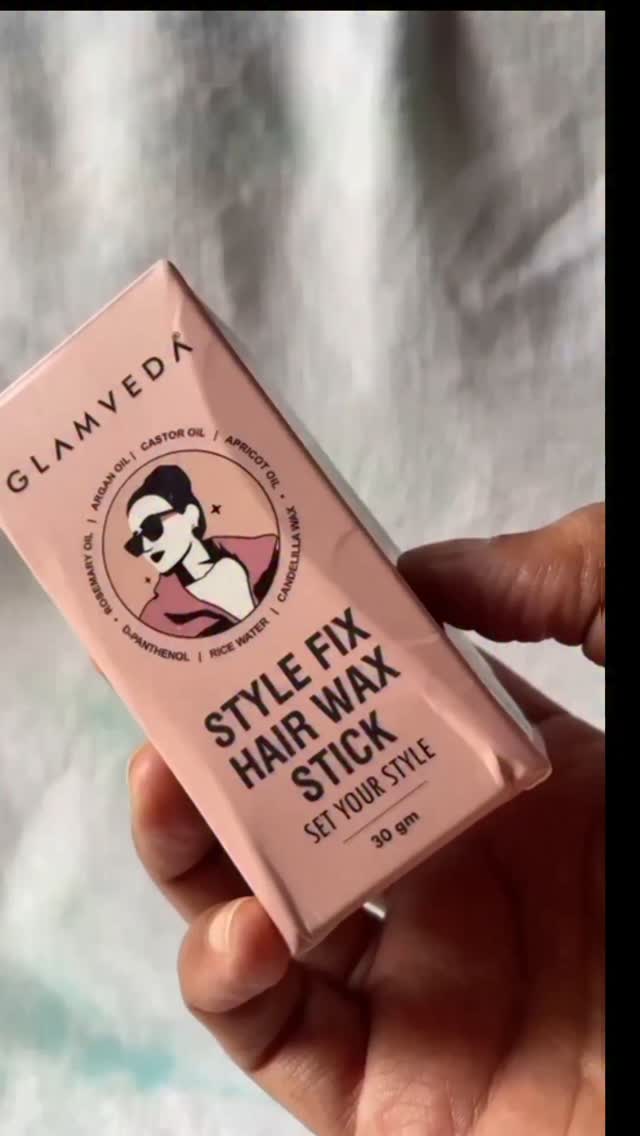 GLAMVEDA
ROSEMARY OIL | ARGAN OIL | CASTOR OIL | APRICOT OIL •
• D-PANTHENOL | RICE WATER | CANDELILLA WAX
STYLE FIX
HAIR WAX
STICK
SET YOUR STYLE
30 gm